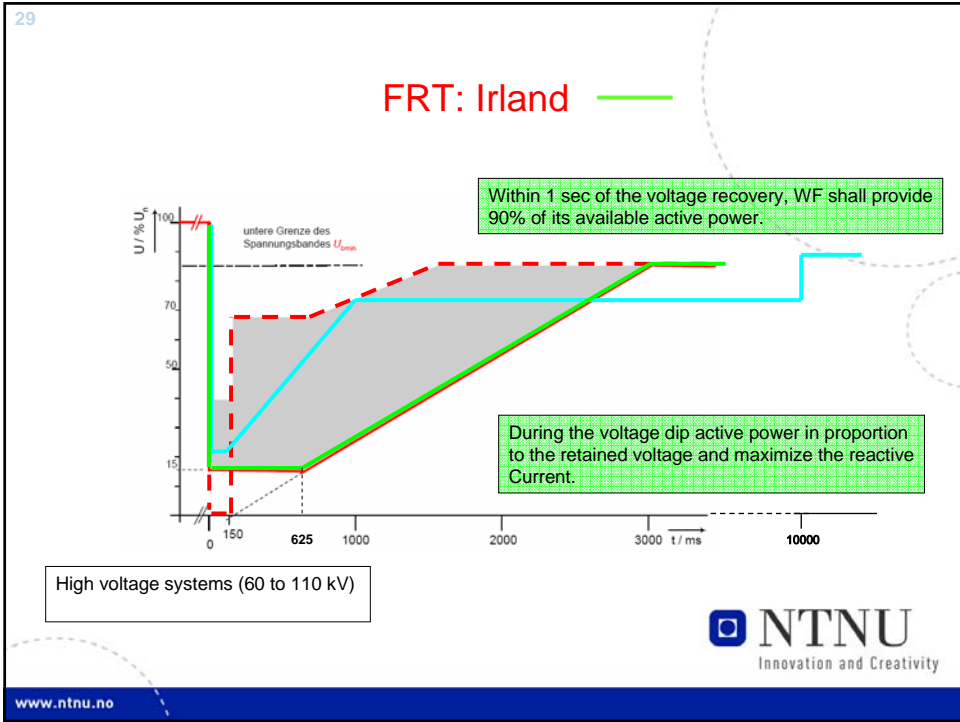 29
FRT: Irland
Within 1 sec of the voltage recovery, WF shall provide
90% of its available active power.
U / % Un
100
untere Grenze des
Spannungsbandes Ubmin
70
50
15
During the voltage dip active power in proportion
to the retained voltage and maximize the reactive
Current.
0
150
625
1000
2000
3000
t / ms
10000
High voltage systems (60 to 110 kV)
NTNU
Innovation and Creativity
www.ntnu.no